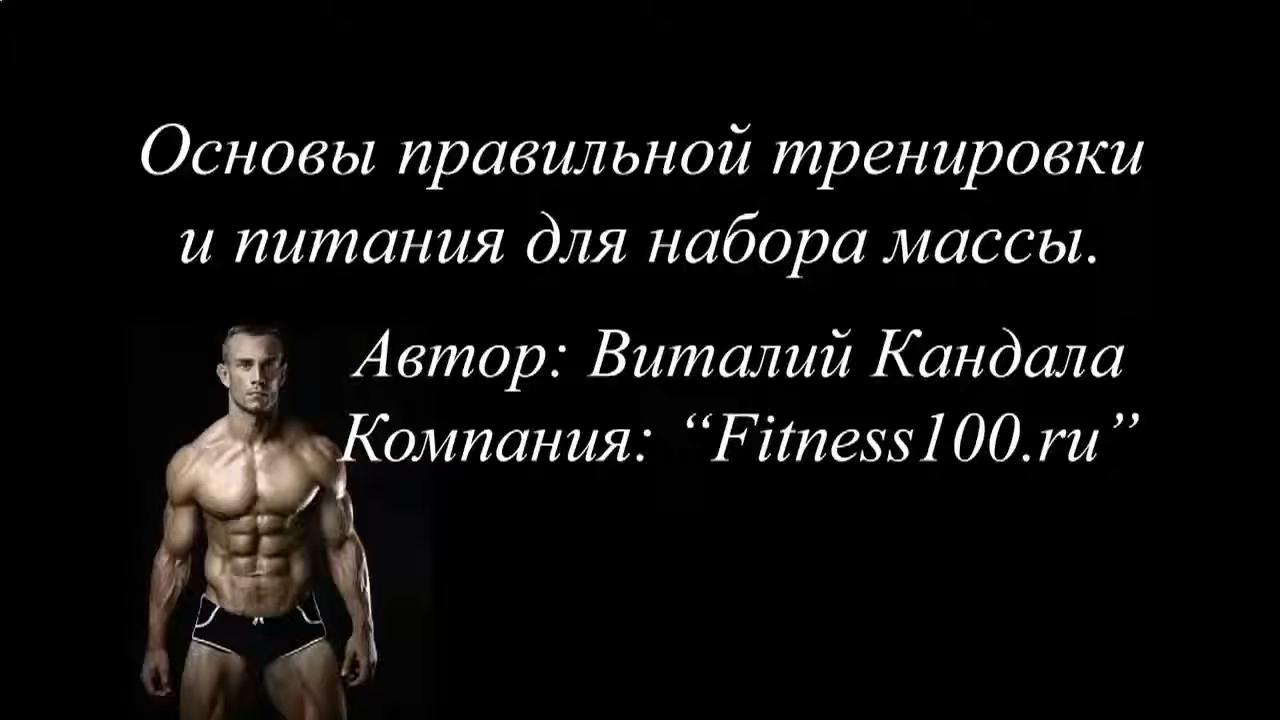 Основы правильной тренировки
и питания для набора массы.
Автор: Виталий Кандала
Компания: “Fitness100.ru”